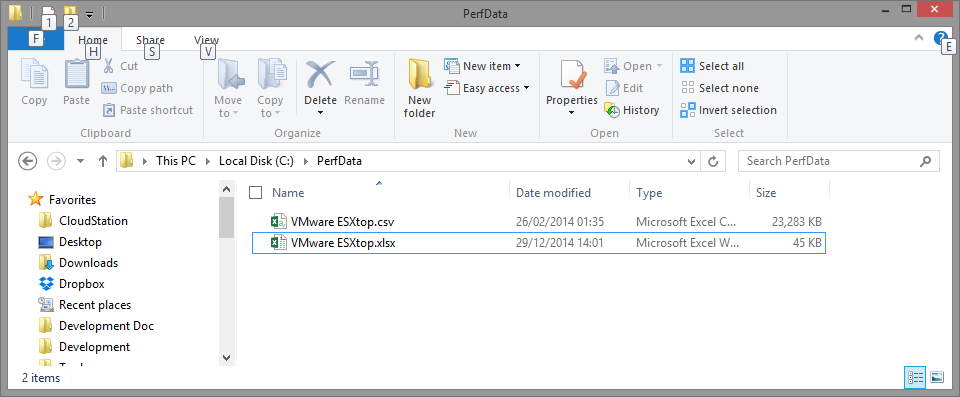 PerfData
1 2
F Home Share View E
H S V
Copy
Paste
Cut
Copy path
Paste shortcut
Clipboard
Move to
Copy to
Delete
Rename
Organize
New folder
New item
Easy access
New
Properties
Open
Edit
History
Open
Select all
Select none
Invert selection
Select
This PC Local Disk (C:) PerfData
Search PerfData
Favorites
CloudStation
Desktop
Downloads
Dropbox
Recent places
Development Doc
Development
Name Date modified Type Size
VMware ESXtop.csv 26/02/2014 01:35 Microsoft Excel C... 23,283 KB
VMware ESXtop.xlsx 29/12/2014 14:01 Microsoft Excel W... 45 KB
2 items